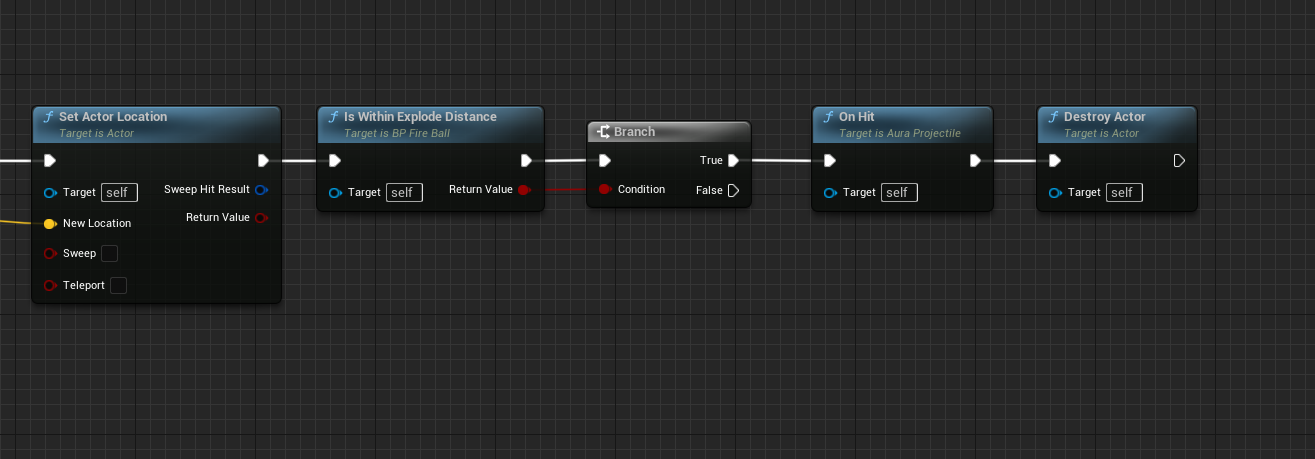 Set Actor Location
Target is Actor
Target self
Sweep Hit Result
New Location
Return Value
Sweep
Teleport
Is Within Explode Distance
Target is BP Fire Ball
Target self
Return Value
Branch
True
Condition
False
On Hit
Target is Aura Projectile
Target self
Destroy Actor
Target is Actor
Target self